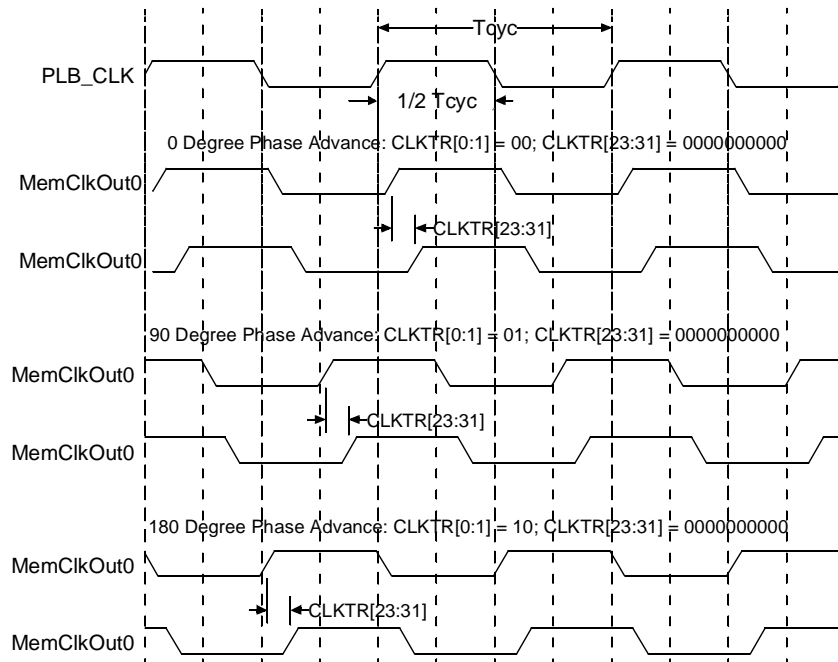 Tcyc
PLB_CLK
1/2 Tcyc
0 Degree Phase Advance: CLKTR[0:1] = 00; CLKTR[23:31] = 0000000000
MemClkOut0
CLKTR[23:31]
MemClkOut0
90 Degree Phase Advance: CLKTR[0:1] = 01; CLKTR[23:31] = 0000000000
MemClkOut0
CLKTR[23:31]
MemClkOut0
180 Degree Phase Advance: CLKTR[0:1] = 10; CLKTR[23:31] = 0000000000
MemClkOut0
CLKTR[23:31]
MemClkOut0